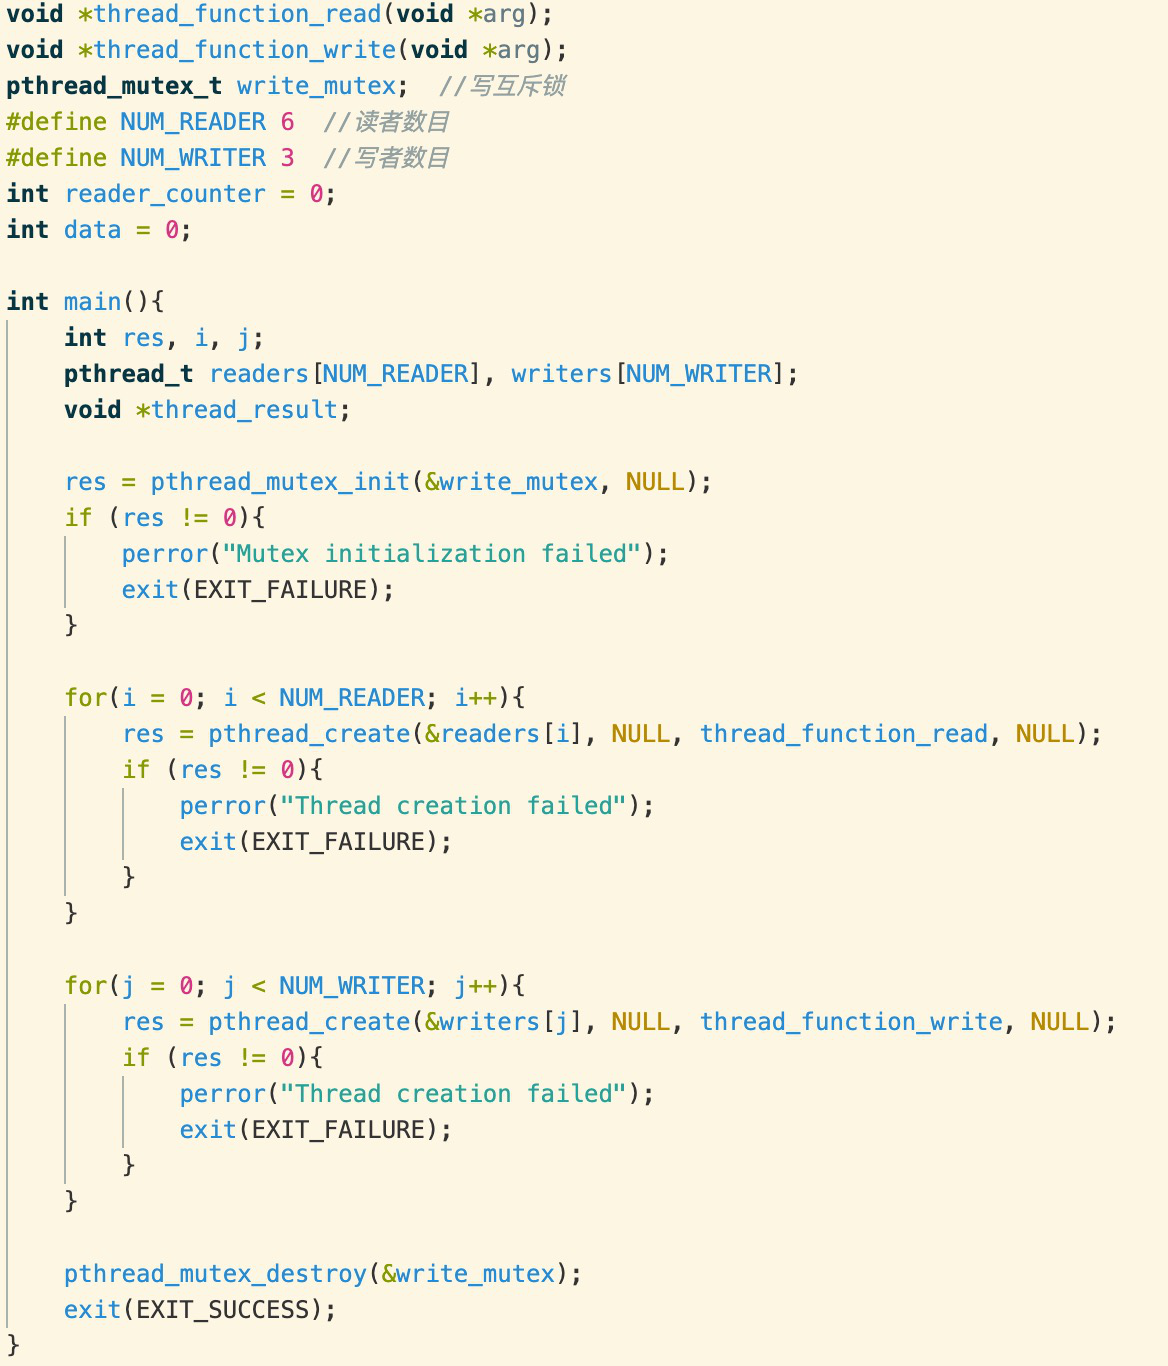 void *thread_function_read(void *arg);
void *thread_function_write(void *arg);
pthread_mutex_t write_mutex;  //写互斥锁
#define NUM_READER 6  //读者数目
#define NUM_WRITER 3  //写者数目
int reader_counter = 0;
int data = 0;
int main(){
    int res, i, j;
    pthread_t readers[NUM_READER], writers[NUM_WRITER];
    void *thread_result;
    res = pthread_mutex_init(&write_mutex, NULL);
    if (res != 0){
        perror("Mutex initialization failed");
        exit(EXIT_FAILURE);
    }
    for(i = 0; i < NUM_READER; i++){
        res = pthread_create(&readers[i], NULL, thread_function_read, NULL);
        if (res != 0){
            perror("Thread creation failed");
            exit(EXIT_FAILURE);
        }
    }
    for(j = 0; j < NUM_WRITER; j++){
        res = pthread_create(&writers[j], NULL, thread_function_write, NULL);
        if (res != 0){
            perror("Thread creation failed");
            exit(EXIT_FAILURE);
        }
    }
    pthread_mutex_destroy(&write_mutex);
    exit(EXIT_SUCCESS);
}